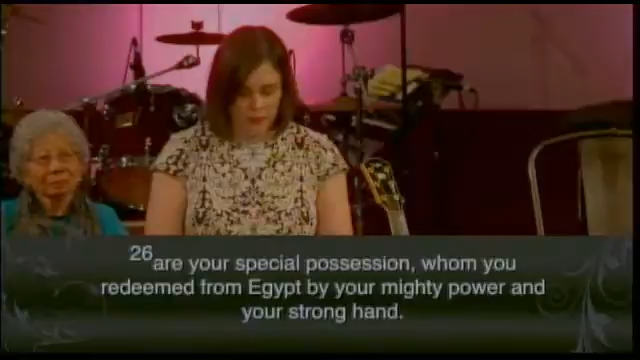 26are your special possession, whom you
redeemed from Egypt by your mighty power and
your strong hand.